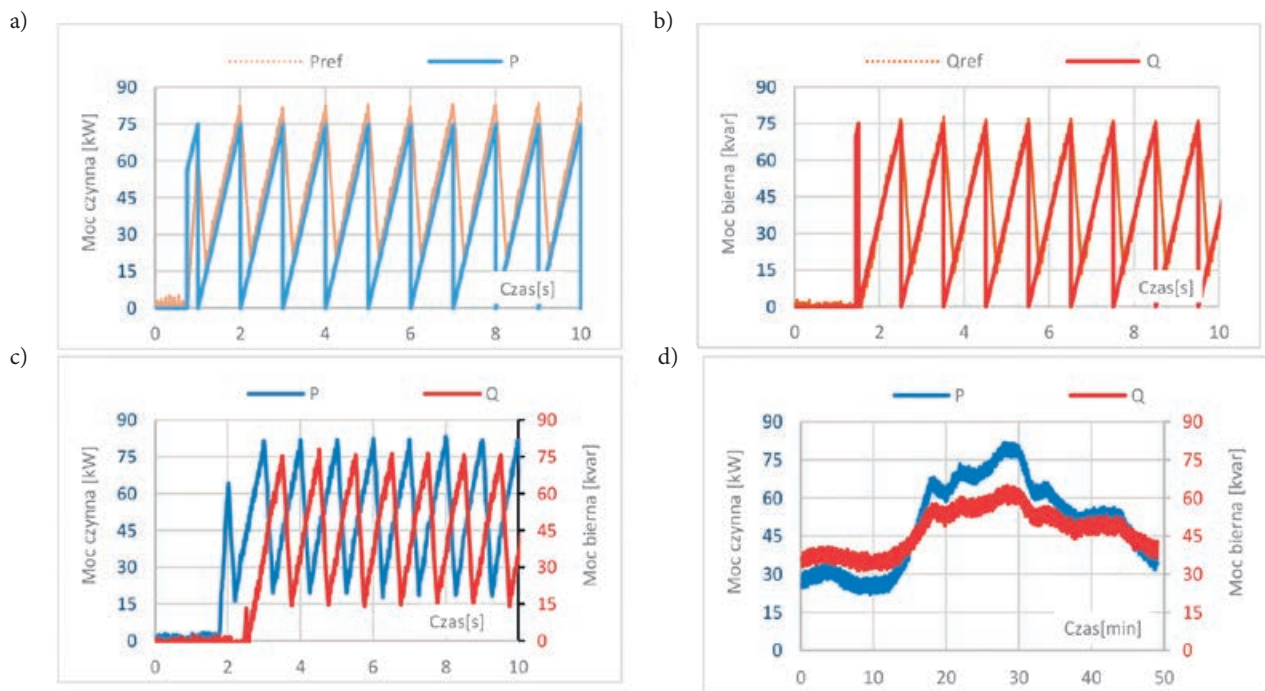 a)
Pref P
Moc czynna [kW]
90
75
60
45
30
15
0
Czas[s]
0 2 4 6 8 10
b)
Qref Q
Moc bierna [kvar]
90
75
60
45
30
15
0
Czas[s]
0 2 4 6 8 10
c)
P Q
Moc czynna [kW]
90
75
60
45
30
15
0
Czas[s]
90
75
60
45
30
15
0
Moc bierna [kvar]
0 2 4 6 8 10
d)
P Q
Moc czynna [kW]
90
75
60
45
30
15
0
Czas[min]
90
75
60
45
30
15
0
Moc bierna [kvar]
0 10 20 30 40 50